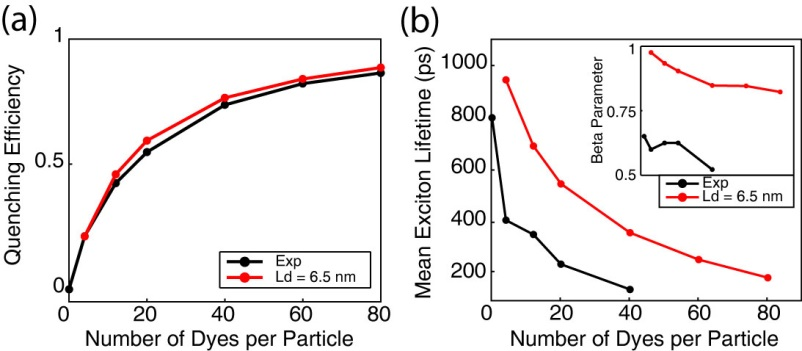 (a)
1
0.5
0
Quenching Efficiency
Exp
Ld = 6.5 nm
0
20
40
60
80
Number of Dyes per Particle
(b)
1000
800
600
400
200
Mean Exciton Lifetime (ps)
1
0.75
0.5
Beta Parameter
Exp
Ld = 6.5 nm
0
20
40
60
80
Number of Dyes per Particle